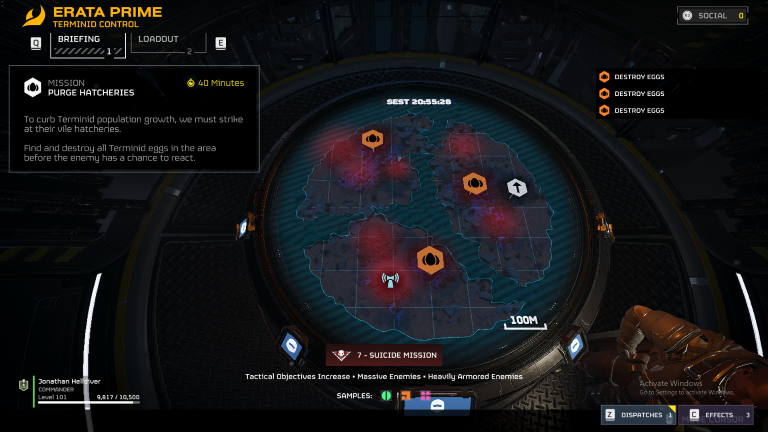 ERATA PRIME
TERMINID CONTROL
SOCIAL 0
Q
BRIEFING
1
LOADOUT
2
E
MISSION
PURGE HATCHERIES
40 Minutes
To curb Terminid population growth, we must strike
at their vile hatcheries.
Find and destroy all Terminid eggs in the area
before the enemy has a chance to react.
DESTROY EGGS
DESTROY EGGS
DESTROY EGGS
SEST 20:55:28
100M
7 - SUICIDE MISSION
Tactical Objectives Increase • Massive Enemies • Heavily Armored Enemies
SAMPLES:
Jonathan Helldiver
COMMANDER
Level 101
9,817 / 10,500
Activate Windows
Go to Settings to activate Windows.
Z DISPATCHES 1
C EFFECTS 3
CURSOR